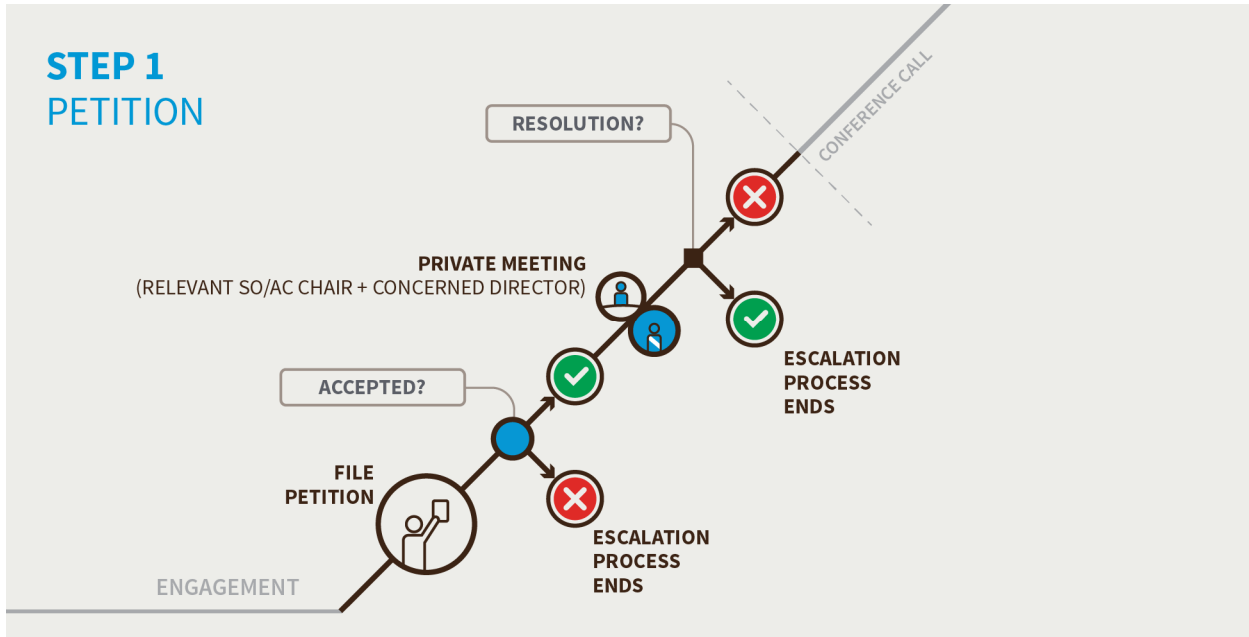 STEP 1
PETITION
RESOLUTION?
CONFERENCE CALL
PRIVATE MEETING
(RELEVANT SO/AC CHAIR + CONCERNED DIRECTOR)
ESCALATION
PROCESS
ENDS
ACCEPTED?
FILE
PETITION
ESCALATION
PROCESS
ENDS
ENGAGEMENT